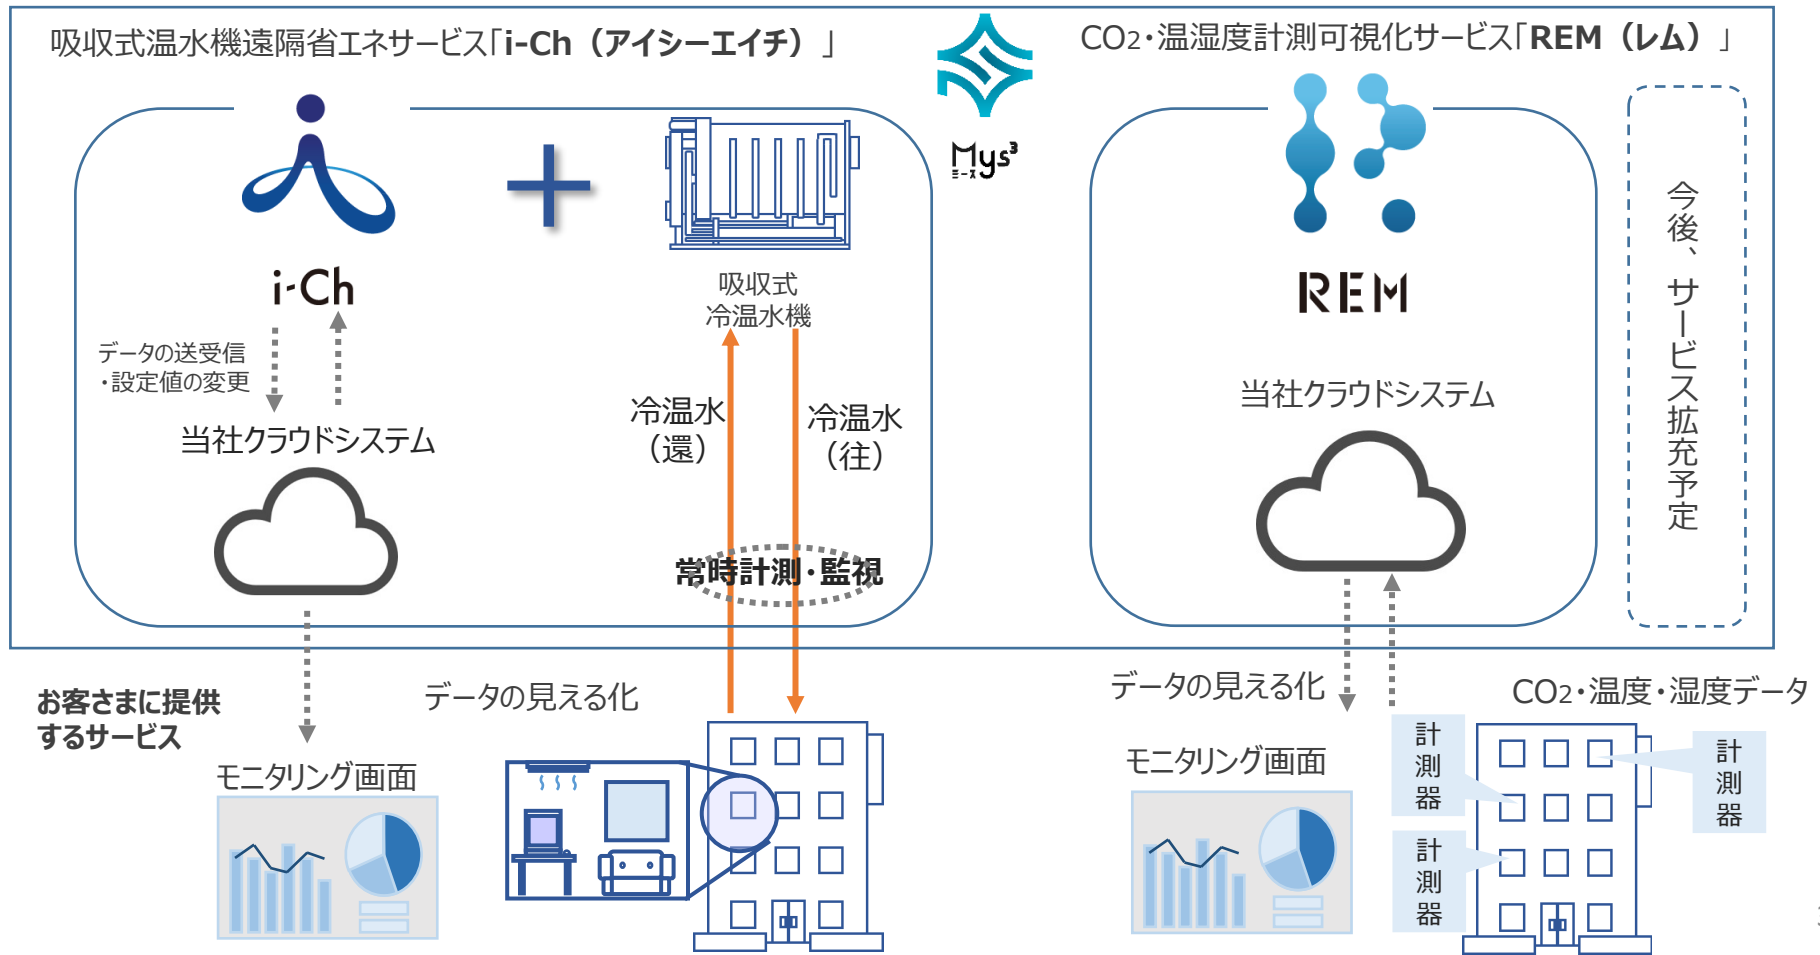 吸収式温水機遠隔省エネサービス「i-Ch（アイシーエイチ）」
CO2・温湿度計測可視化サービス「REM（レム）」
Mys³
ミース
i-Ch
吸収式
冷温水機
REM
データの送受信
・設定値の変更
当社クラウドシステム
冷温水
（還）
冷温水
（往）
常時計測・監視
当社クラウドシステム
今後、サービス拡充予定
お客さまに提供
するサービス
データの見える化
モニタリング画面
データの見える化
モニタリング画面
CO2・温度・湿度データ
計測器
計測器
計測器